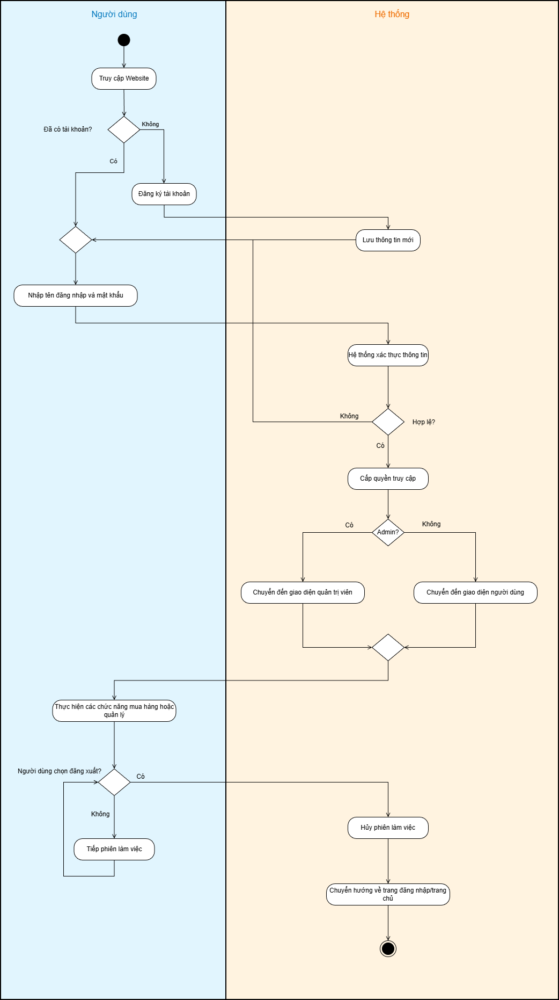 Người dùng
Hệ thống
Truy cập Website
Đã có tài khoản?
Không
Có
Đăng ký tài khoản
Lưu thông tin mới
Nhập tên đăng nhập và mật khẩu
Hệ thống xác thực thông tin
Không
Hợp lệ?
Có
Cấp quyền truy cập
Có
Admin?
Không
Chuyển đến giao diện quản trị viên
Chuyển đến giao diện người dùng
Thực hiện các chức năng mua hàng hoặc
quản lý
Người dùng chọn đăng xuất?
Có
Không
Hủy phiên làm việc
Tiếp phiên làm việc
Chuyển hướng về trang đăng nhập/trang
chủ